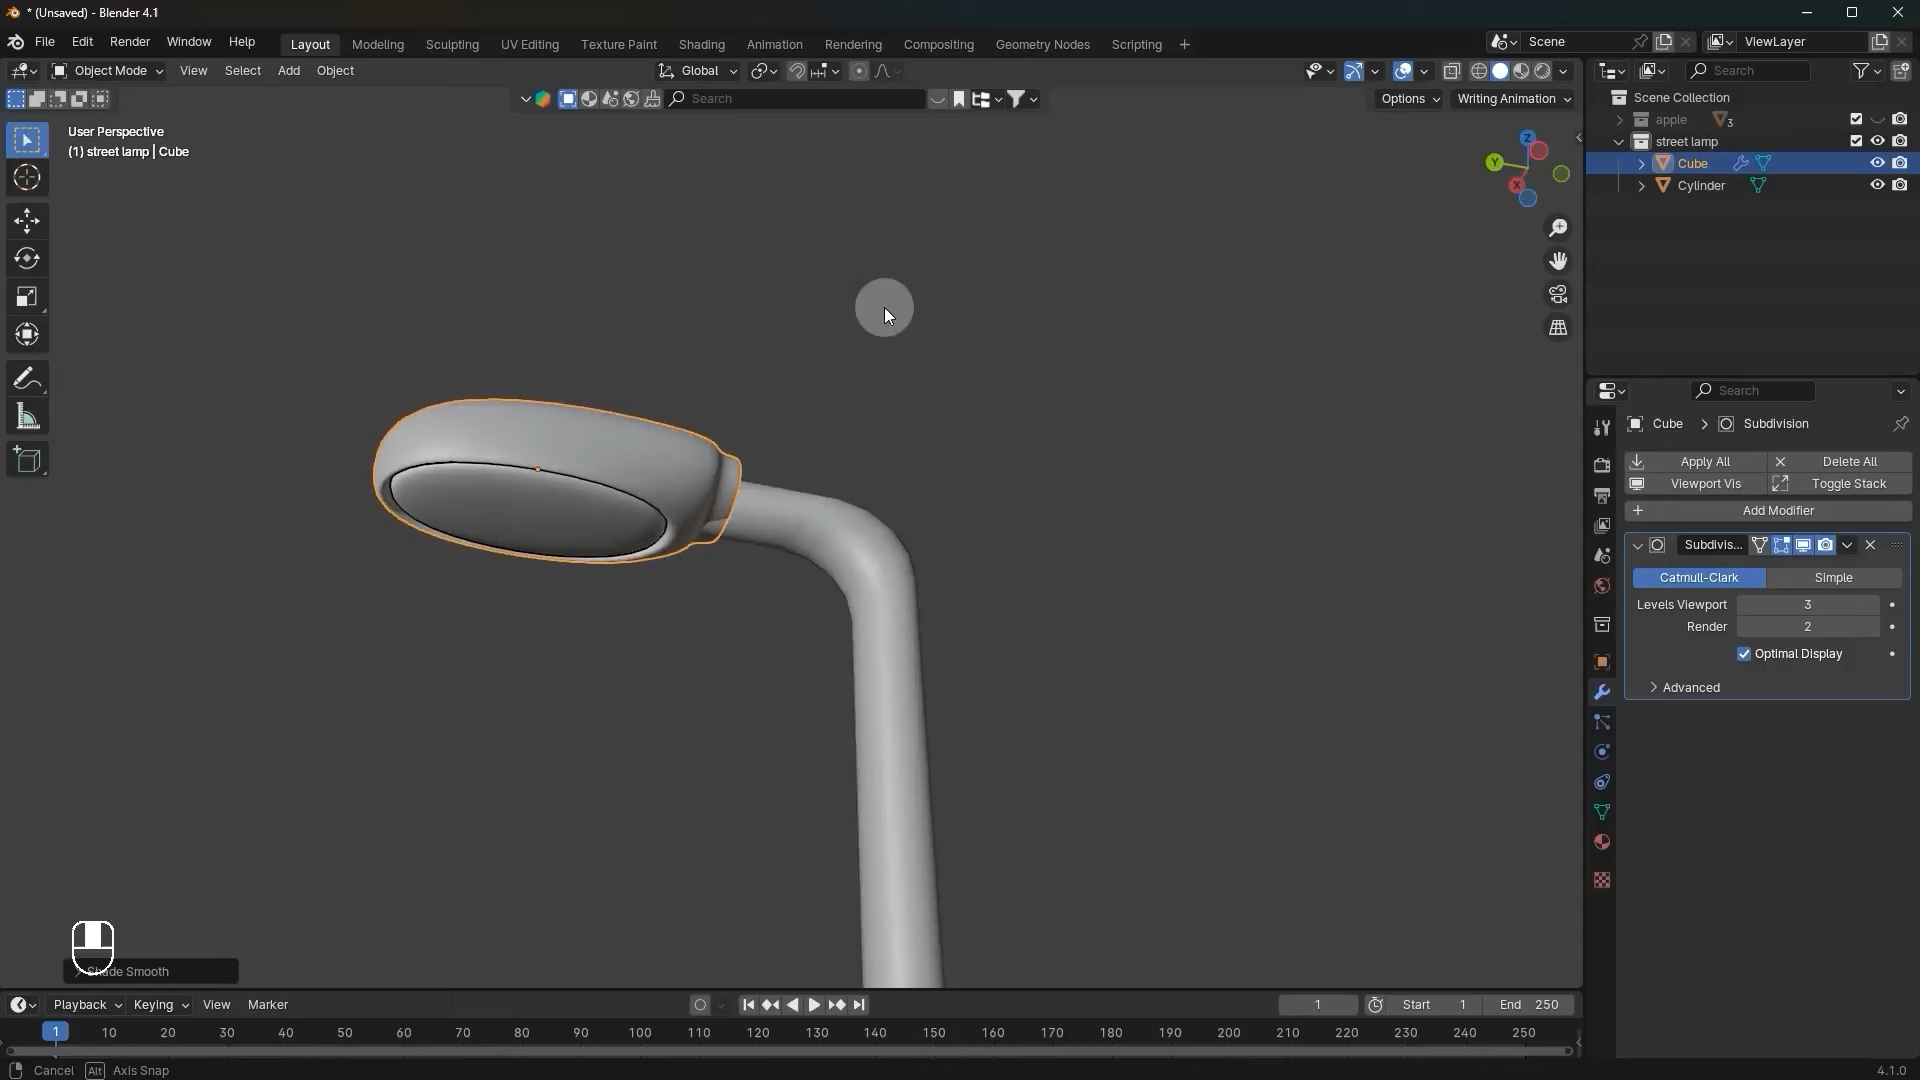 * (Unsaved) - Blender 4.1
File Edit Render Window Help Layout Modeling Sculpting UV Editing Texture Paint Shading Animation Rendering Compositing Geometry Nodes Scripting + Scene ViewLayer
Object Mode View Select Add Object Global Search
Search Options Writing Animation Scene Collection
User Perspective
(1) street lamp | Cube
apple 3
street lamp
Cube
Cylinder
Z
Y
X
Search
Cube > Subdivision
Apply All Delete All
Viewport Vis Toggle Stack
+ Add Modifier
Subdivis...
Catmull-Clark Simple
Levels Viewport 3
Render 2
Optimal Display
> Advanced
Shade Smooth
Playback Keying View Marker 1 Start 1 End 250
1 10 20 30 40 50 60 70 80 90 100 110 120 130 140 150 160 170 180 190 200 210 220 230 240 250
Cancel Alt Axis Snap 4.1.0